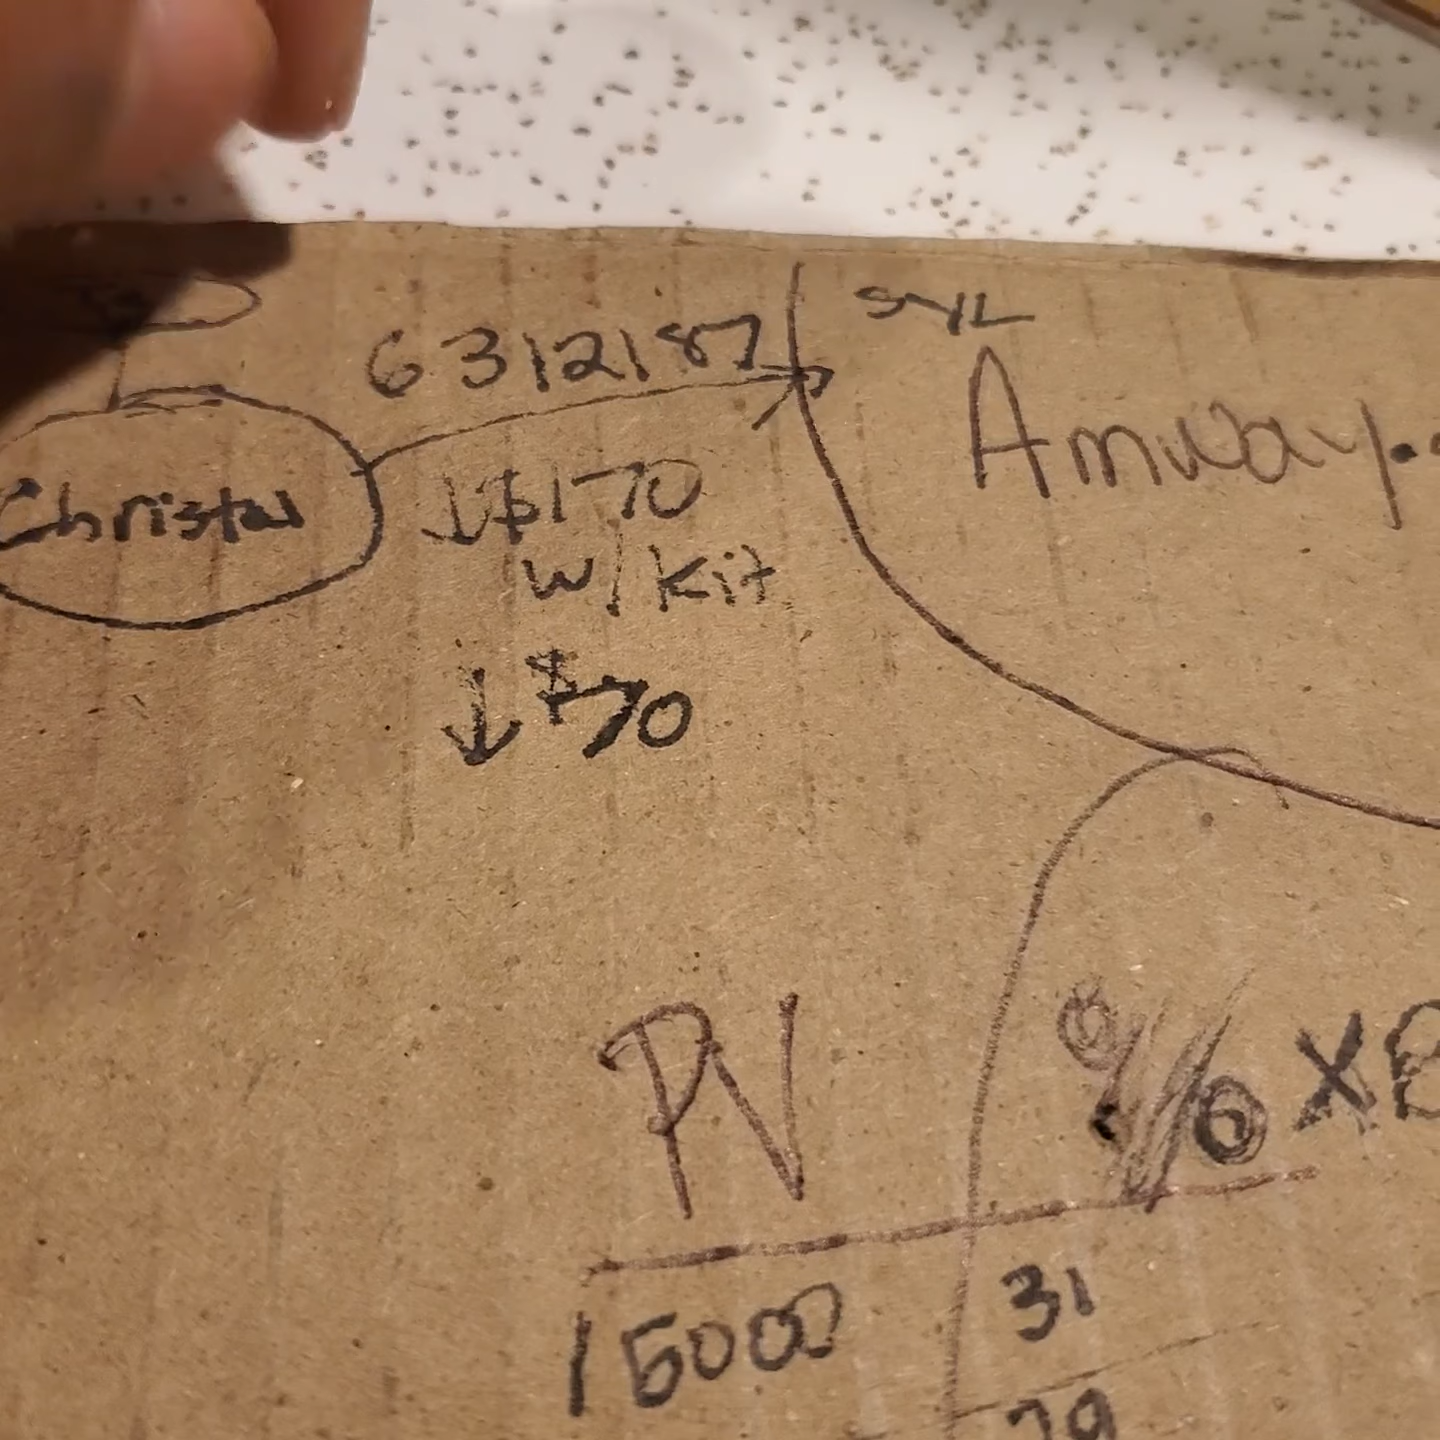 6312187
SYL
Amway.
Christal
↓$170
w/ Kit
↓$70
PV
% X B
15000 31